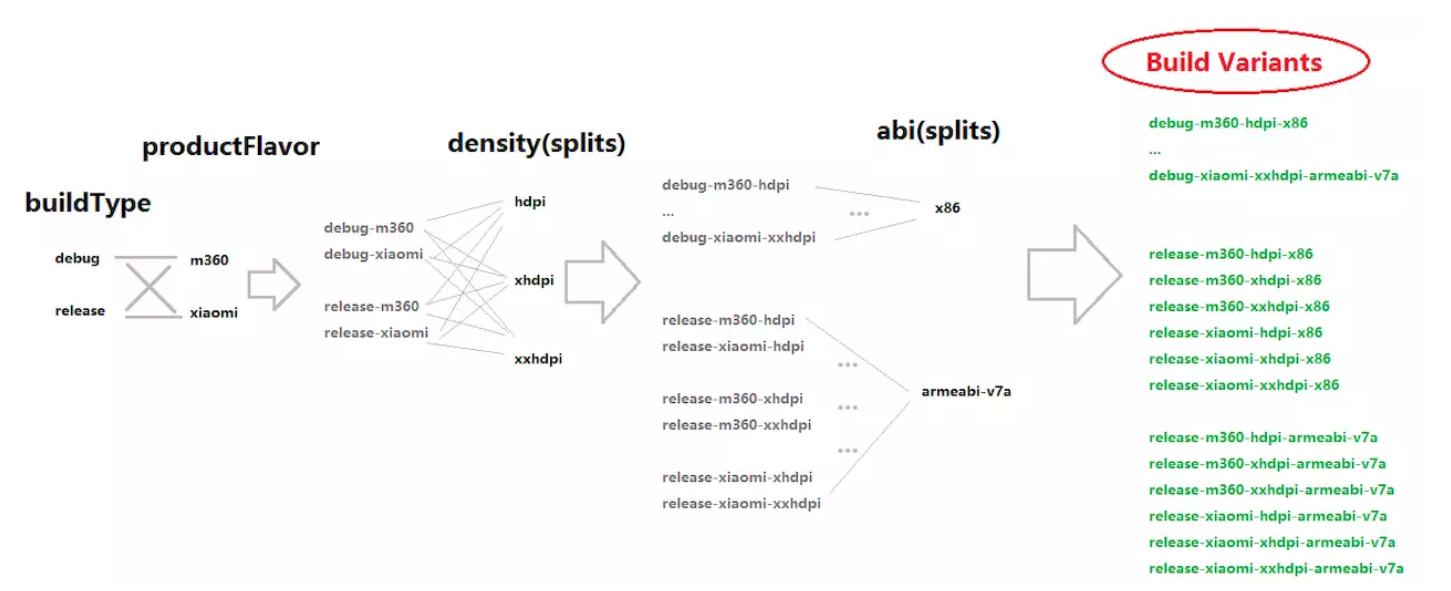 Build Variants
productFlavor
density(splits)
abi(splits)
buildType
debug
release
m360
xiaomi
debug-m360
debug-xiaomi
release-m360
release-xiaomi
hdpi
xhdpi
xxhdpi
debug-m360-hdpi
...
debug-xiaomi-xxhdpi
...
release-m360-hdpi
release-xiaomi-hdpi
...
release-m360-xhdpi
...
release-m360-xxhdpi
...
release-xiaomi-xhdpi
release-xiaomi-xxhdpi
x86
armeabi-v7a
debug-m360-hdpi-x86
...
debug-xiaomi-xxhdpi-armeabi-v7a
release-m360-hdpi-x86
release-m360-xhdpi-x86
release-m360-xxhdpi-x86
release-xiaomi-hdpi-x86
release-xiaomi-xhdpi-x86
release-xiaomi-xxhdpi-x86
release-m360-hdpi-armeabi-v7a
release-m360-xhdpi-armeabi-v7a
release-m360-xxhdpi-armeabi-v7a
release-xiaomi-hdpi-armeabi-v7a
release-xiaomi-xhdpi-armeabi-v7a
release-xiaomi-xxhdpi-armeabi-v7a